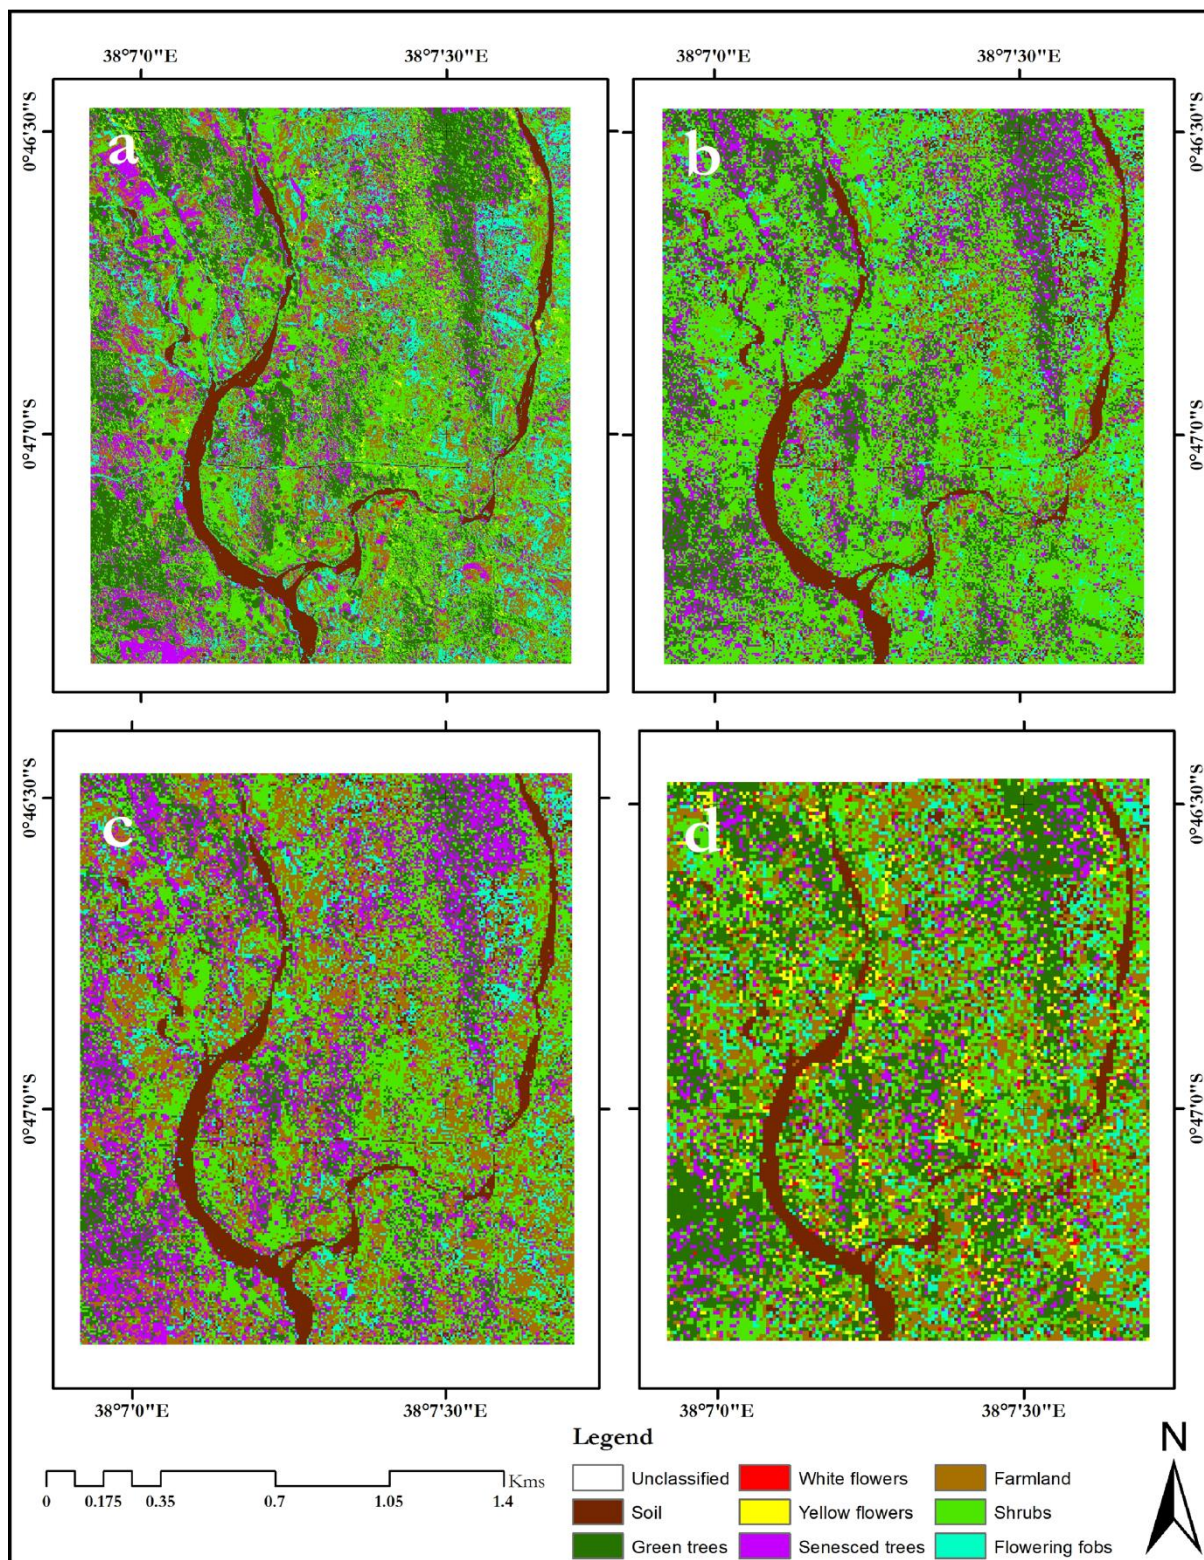 38°7'0"E 38°7'30"E 38°7'0"E 38°7'30"E
0°46'30"S 0°46'30"S
a b
0°47'0"S 0°47'0"S
c d
0°46'30"S 0°46'30"S
0°47'0"S 0°47'0"S
38°7'0"E 38°7'30"E 38°7'0"E 38°7'30"E
Legend
N
Unclassified White flowers Farmland
Soil Yellow flowers Shrubs
Green trees Senesced trees Flowering fobs
Kms
0 0.175 0.35 0.7 1.05 1.4